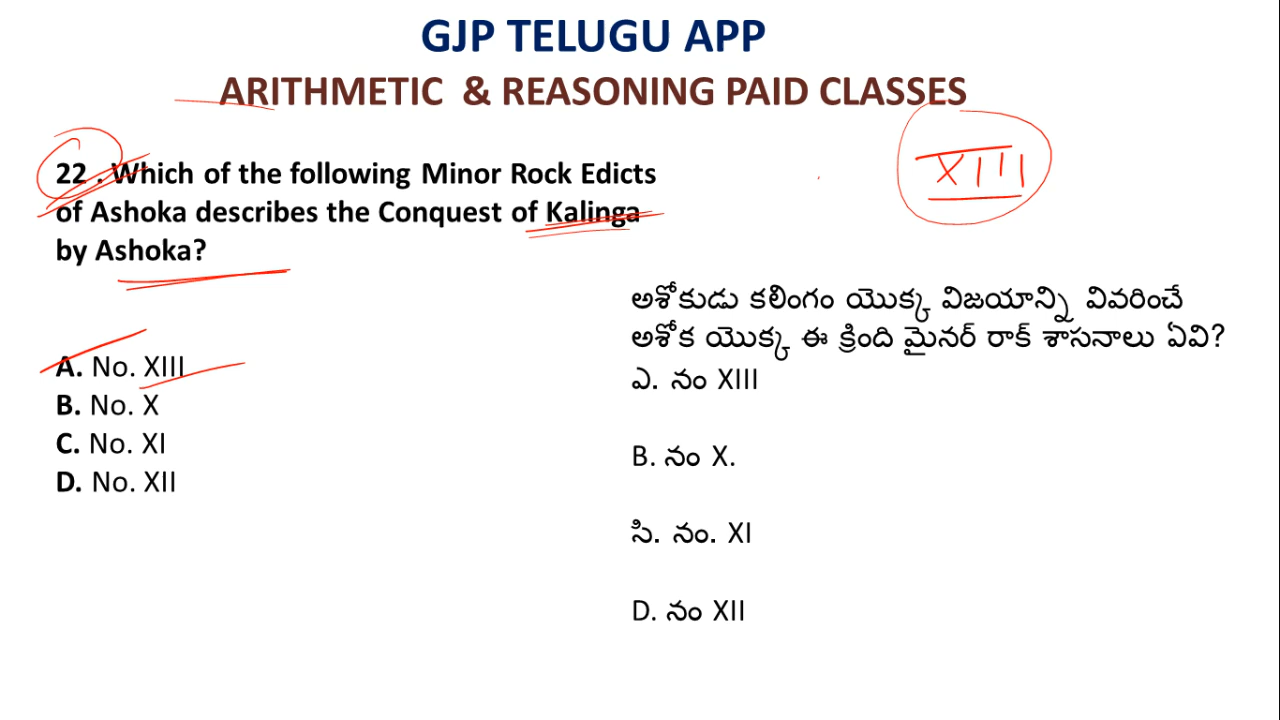 GJP TELUGU APP
ARITHMETIC & REASONING PAID CLASSES
XIII
22 . Which of the following Minor Rock Edicts
of Ashoka describes the Conquest of Kalinga
by Ashoka?
A. No. XIII
B. No. X
C. No. XI
D. No. XII
అశోకుడు కలింగం యొక్క విజయాన్ని వివరించే
అశోక యొక్క ఈ క్రింది మైనర్ రాక్ శాసనాలు ఏవి?
ఎ. నం XIII
B. నం X.
సి. నం. XI
D. నం XII